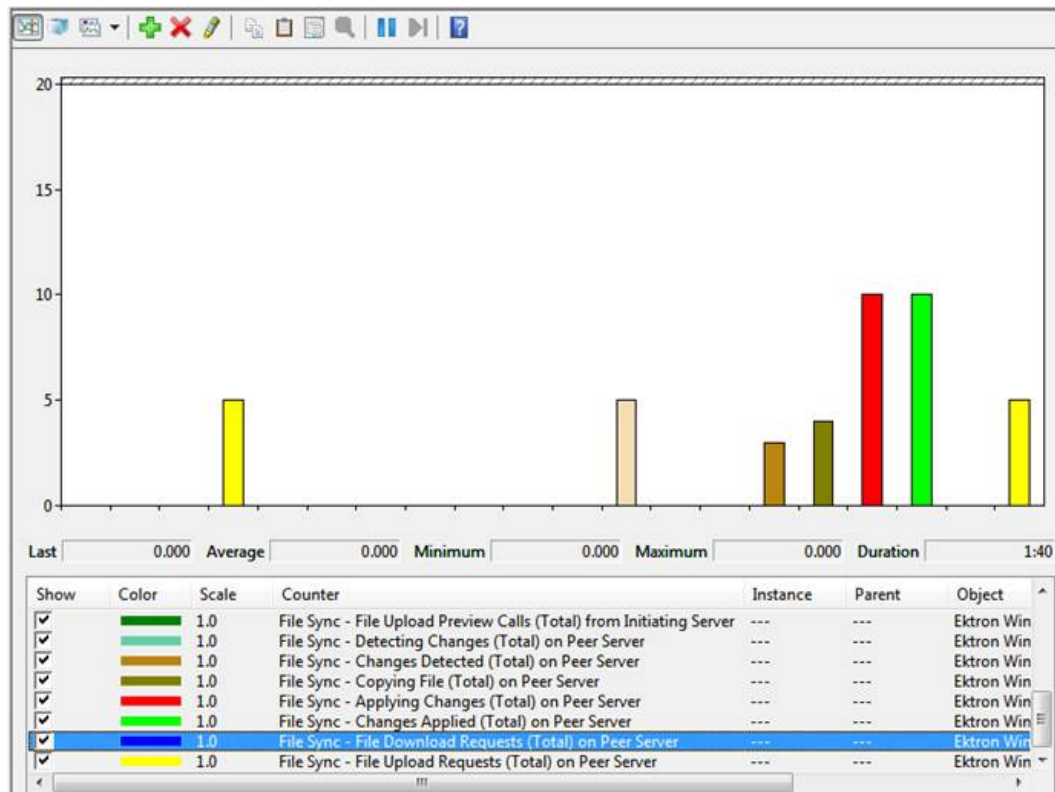 20
15
10
5
0
Last 0.000 Average 0.000 Minimum 0.000 Maximum 0.000 Duration 1:40
Show Color Scale Counter Instance Parent Object
1.0 File Sync - File Upload Preview Calls (Total) from Initiating Server --- --- Ektron Win
1.0 File Sync - Detecting Changes (Total) on Peer Server --- --- Ektron Win
1.0 File Sync - Changes Detected (Total) on Peer Server --- --- Ektron Win
1.0 File Sync - Copying File (Total) on Peer Server --- --- Ektron Win
1.0 File Sync - Applying Changes (Total) on Peer Server --- --- Ektron Win
1.0 File Sync - Changes Applied (Total) on Peer Server --- --- Ektron Win
1.0 File Sync - File Download Requests (Total) on Peer Server --- --- Ektron Win
1.0 File Sync - File Upload Requests (Total) on Peer Server --- --- Ektron Win